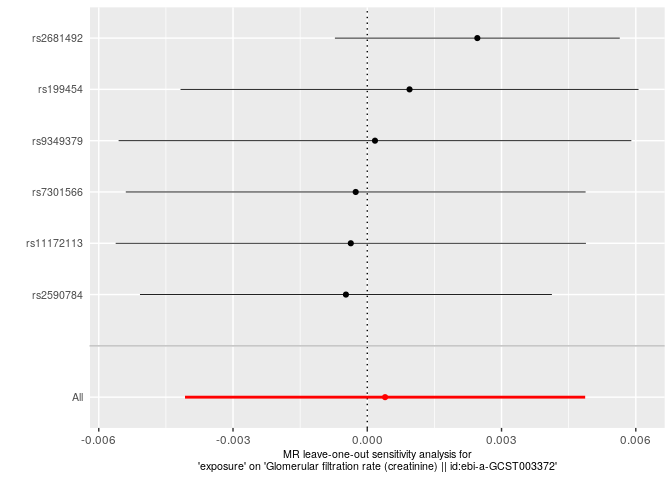 rs2681492
rs199454
rs9349379
rs7301566
rs11172113
rs2590784
All
-0.006 -0.003 0.000 0.003 0.006
MR leave-one-out sensitivity analysis for
'exposure' on 'Glomerular filtration rate (creatinine) || id:ebi-a-GCST003372'